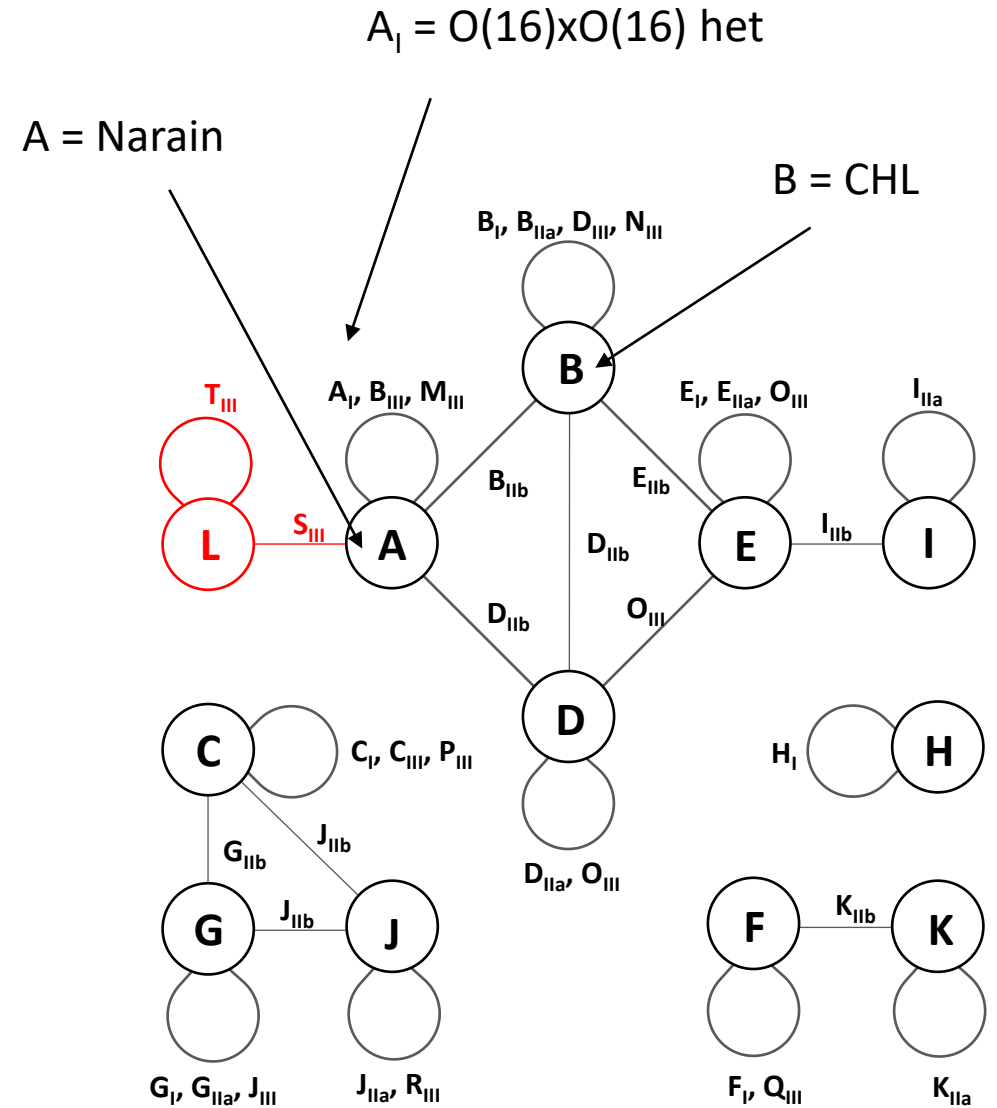 A_I = O(16)xO(16) het
A = Narain
B = CHL
B_I, B_IIa, D_III, N_III
B
T_III
A_I, B_III, M_III
E_I, E_IIa, O_III
I_IIa
B_IIb
E_IIb
L
S_III
A
D_IIb
E
I_IIb
I
D_IIb
O_III
C
C_I, C_III, P_III
D
H_I
H
G_IIb
J_IIb
D_IIa, O_III
G
J_IIb
J
F
K_IIb
K
G_I, G_IIa, J_III
J_IIa, R_III
F_I, Q_III
K_IIa